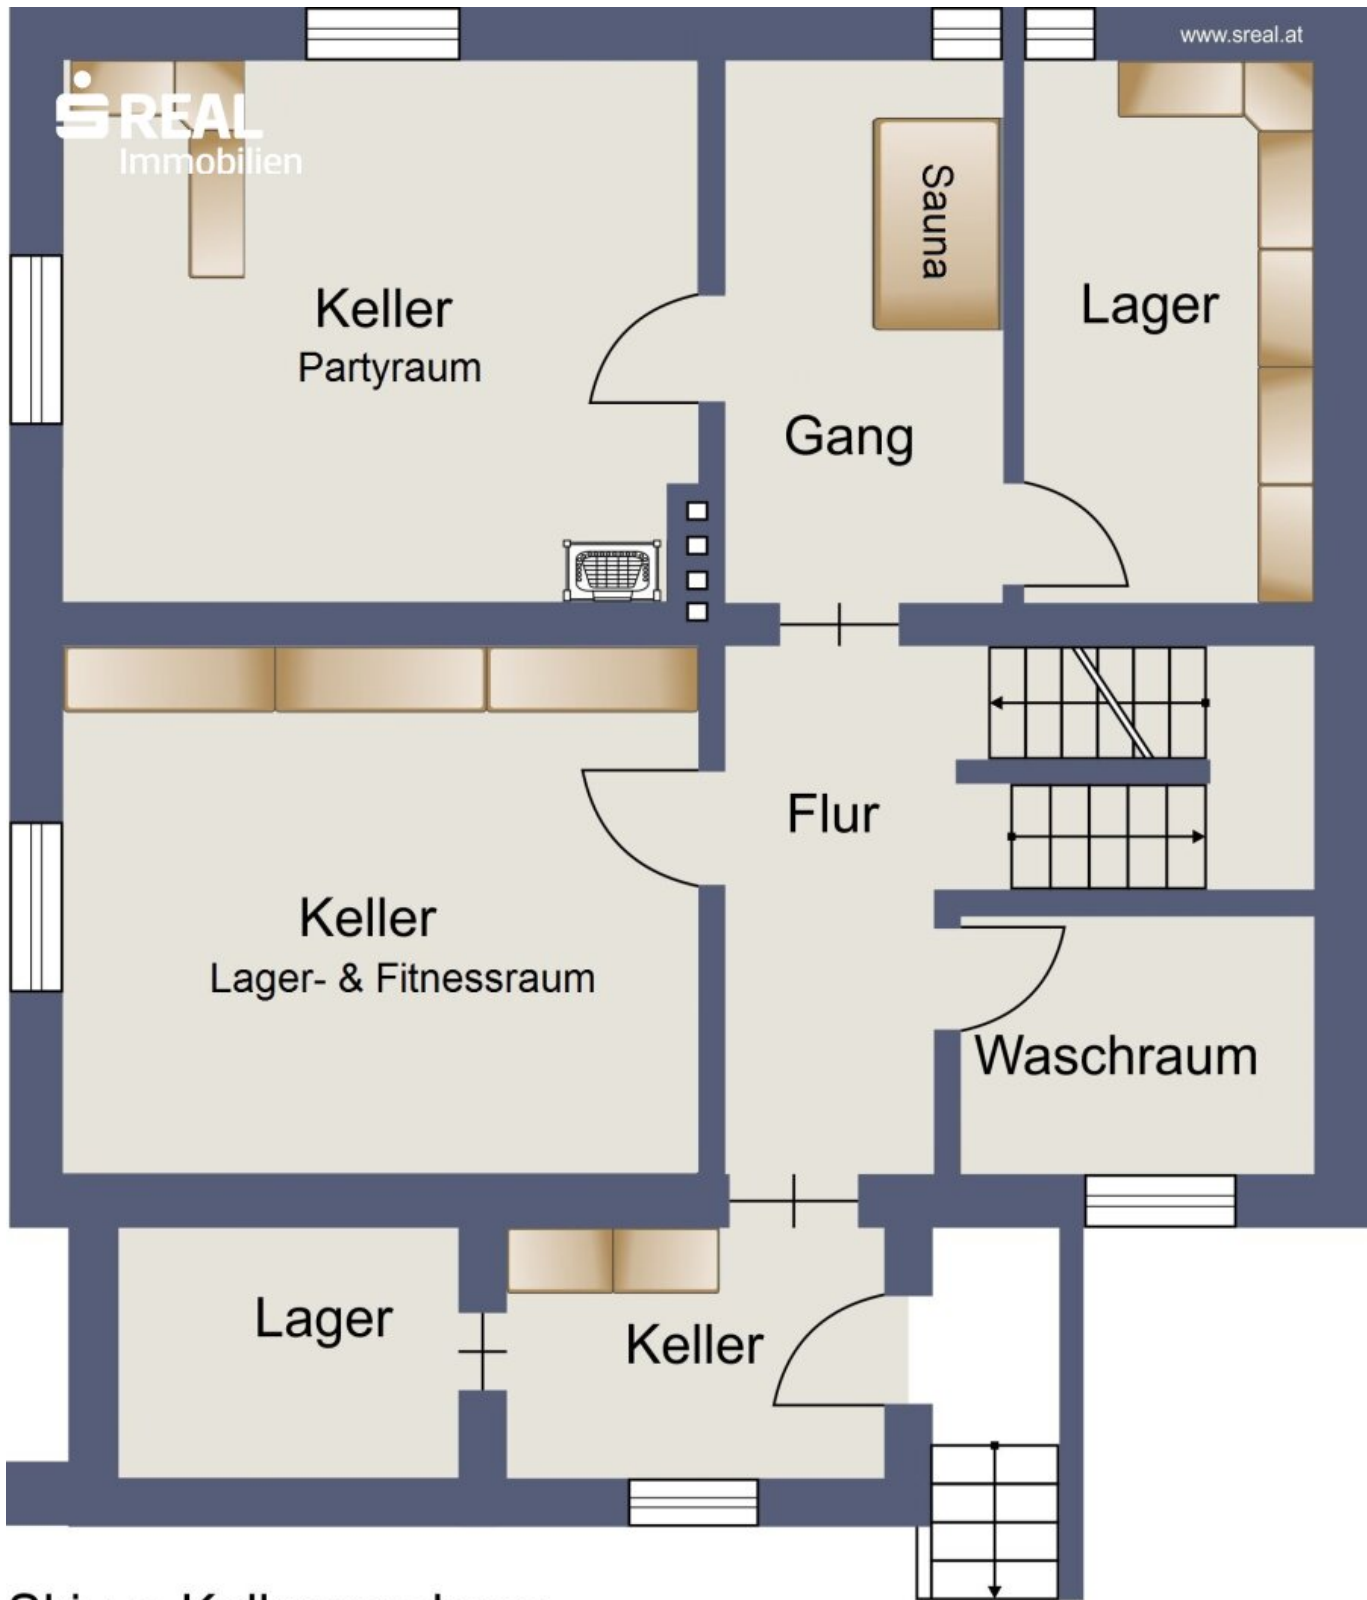 www.sreal.at
S REAL
Immobilien
Sauna
Keller
Partyraum
Lager
Gang
Flur
Keller
Lager- & Fitnessraum
Waschraum
Lager
Keller